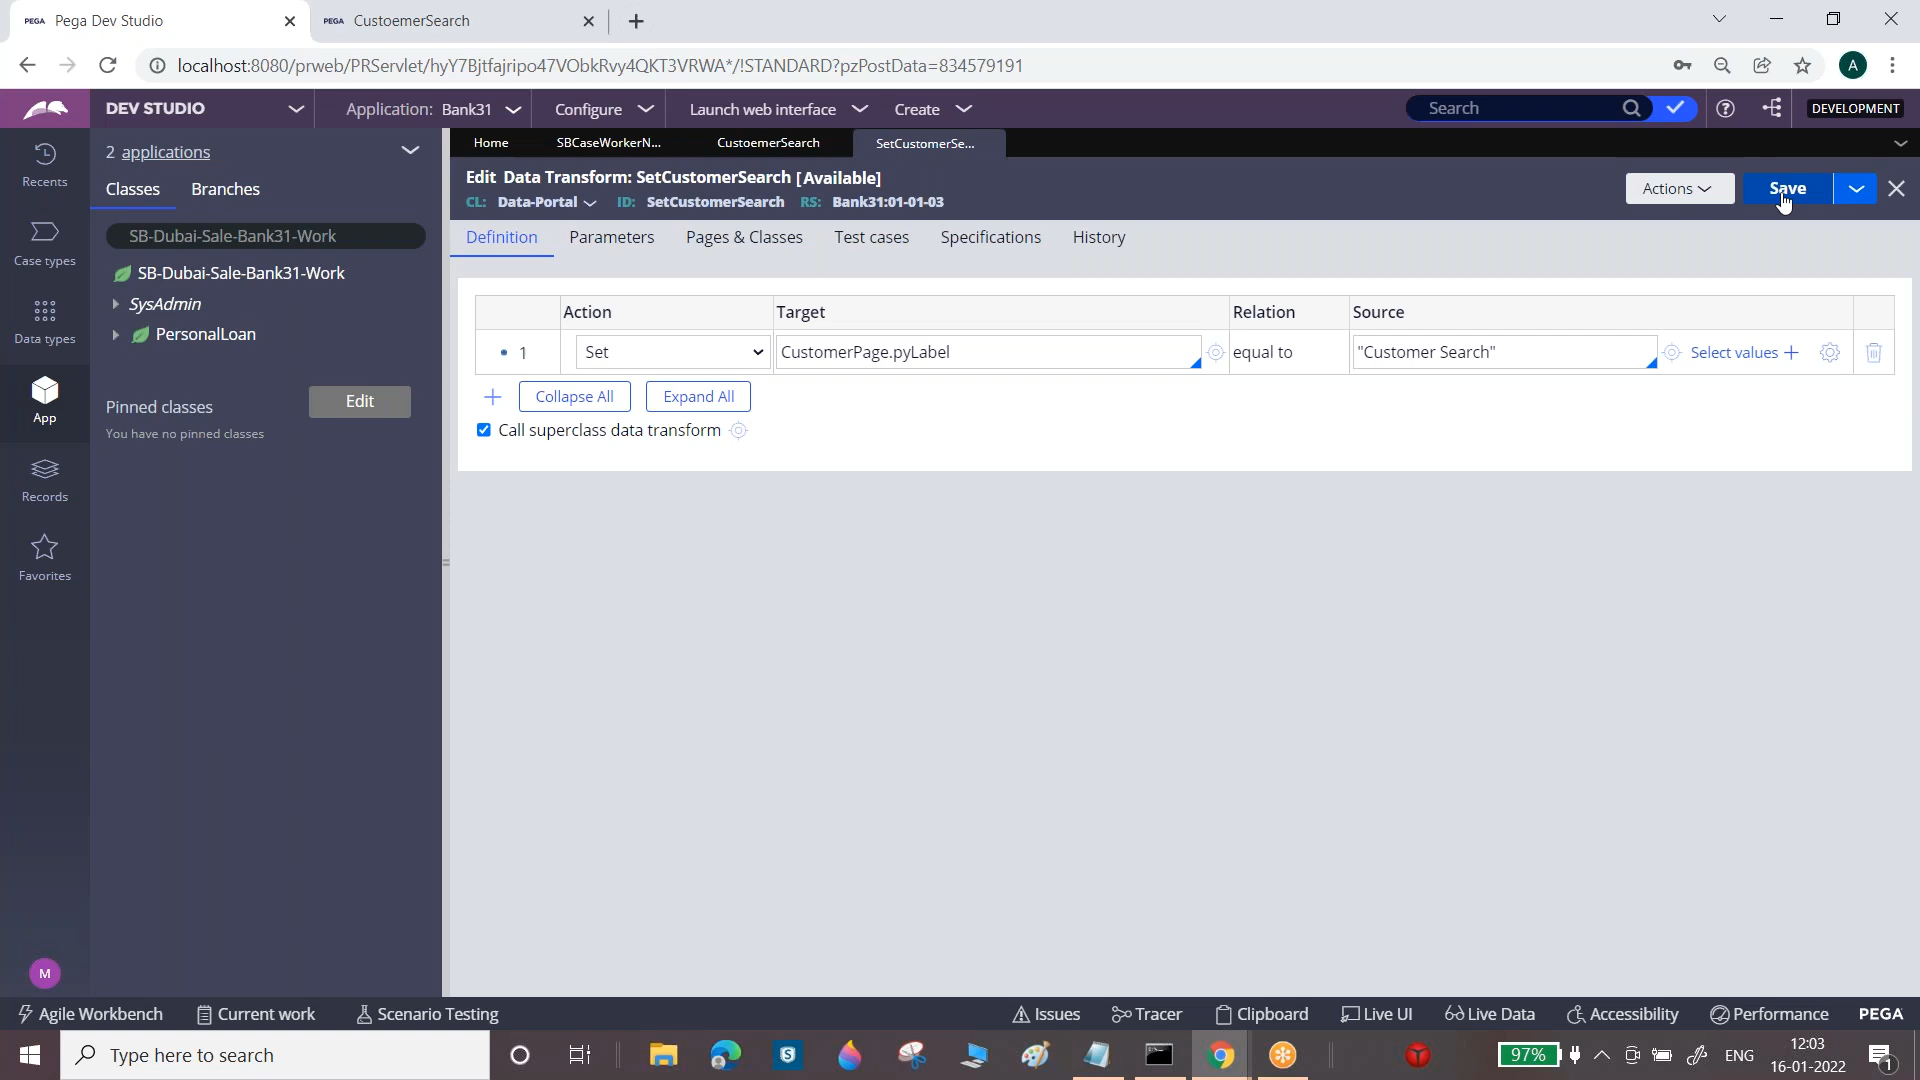 PEGA Pega Dev Studio
PEGA CustoemerSearch
localhost:8080/prweb/PRServlet/hyY7Bjtfajripo47VObkRvy4QKT3VRWA*/!STANDARD?pzPostData=834579191
A
DEV STUDIO
Application: Bank31
Configure
Launch web interface
Create
Search
DEVELOPMENT
Recents
Case types
Data types
App
Records
Favorites
M
2 applications
Classes
Branches
SB-Dubai-Sale-Bank31-Work
SB-Dubai-Sale-Bank31-Work
SysAdmin
PersonalLoan
Pinned classes
Edit
You have no pinned classes
Home
SBCaseWorkerN...
CustoemerSearch
SetCustomerSe...
Edit Data Transform: SetCustomerSearch [Available]
CL: Data-Portal ID: SetCustomerSearch RS: Bank31:01-01-03
Actions
Save
Definition
Parameters
Pages & Classes
Test cases
Specifications
History
Action Target Relation Source
1 Set CustomerPage.pyLabel equal to "Customer Search" Select values
Collapse All Expand All
Call superclass data transform
Agile Workbench
Current work
Scenario Testing
Issues
Tracer
Clipboard
Live UI
Live Data
Accessibility
Performance
PEGA
Type here to search
S
97%
ENG
12:03
16-01-2022
1